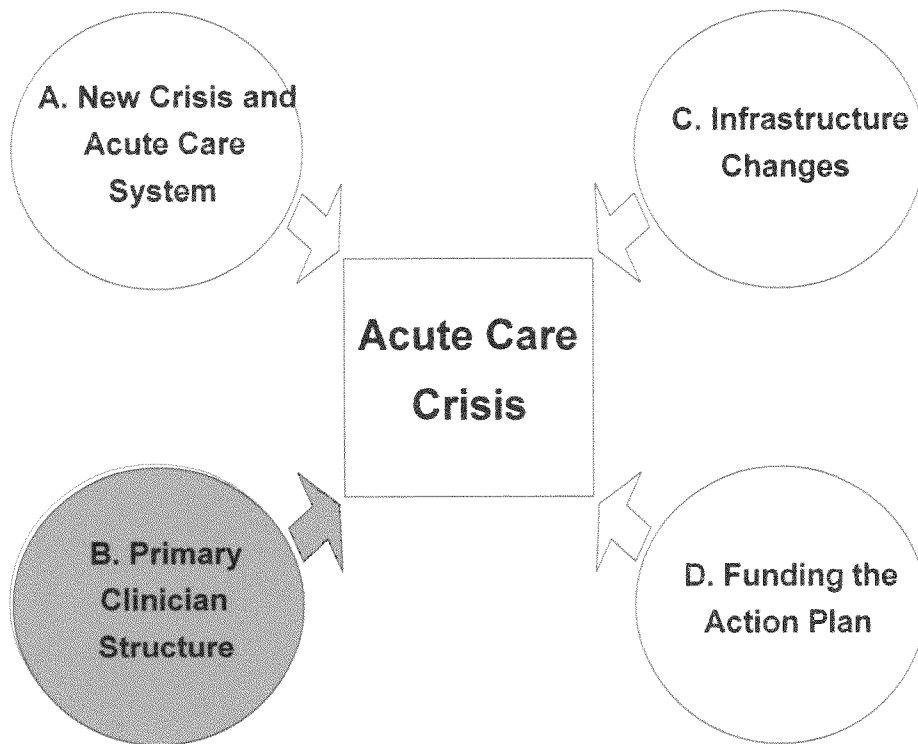 A. New Crisis and
Acute Care
System
C. Infrastructure
Changes
Acute Care
Crisis
B. Primary
Clinician
Structure
D. Funding the
Action Plan